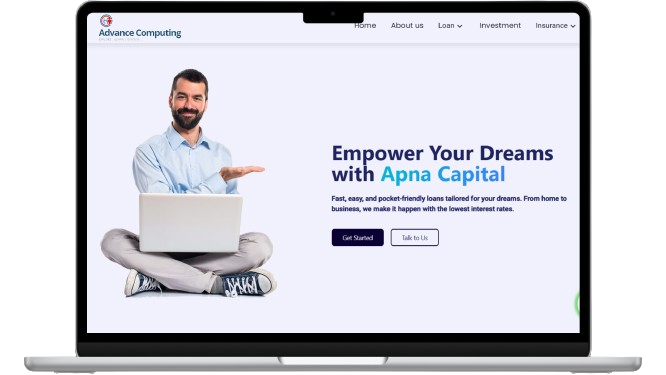 Advance Computing
Home About us Loan Investment Insurance
Empower Your Dreams
with Apna Capital
Fast, easy, and pocket-friendly loans tailored for your dreams. From home to
business, we make it happen with the lowest interest rates.
Get Started Talk to Us